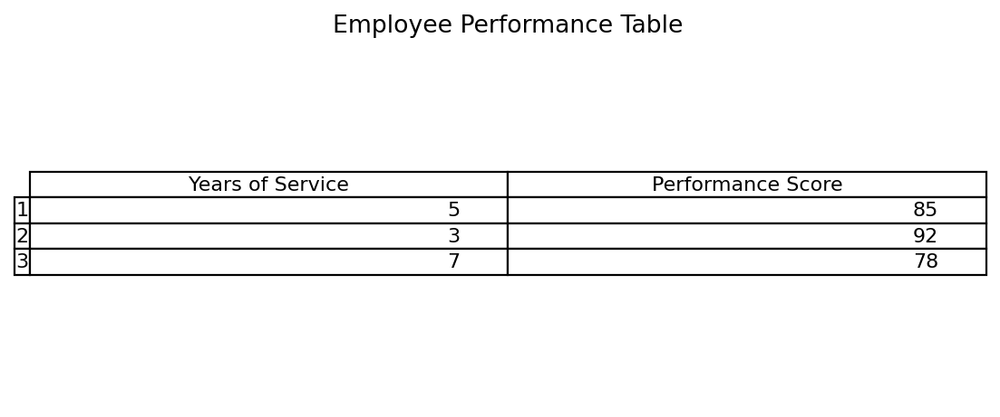 Employee Performance Table
Years of Service Performance Score
1 5 85
2 3 92
3 7 78